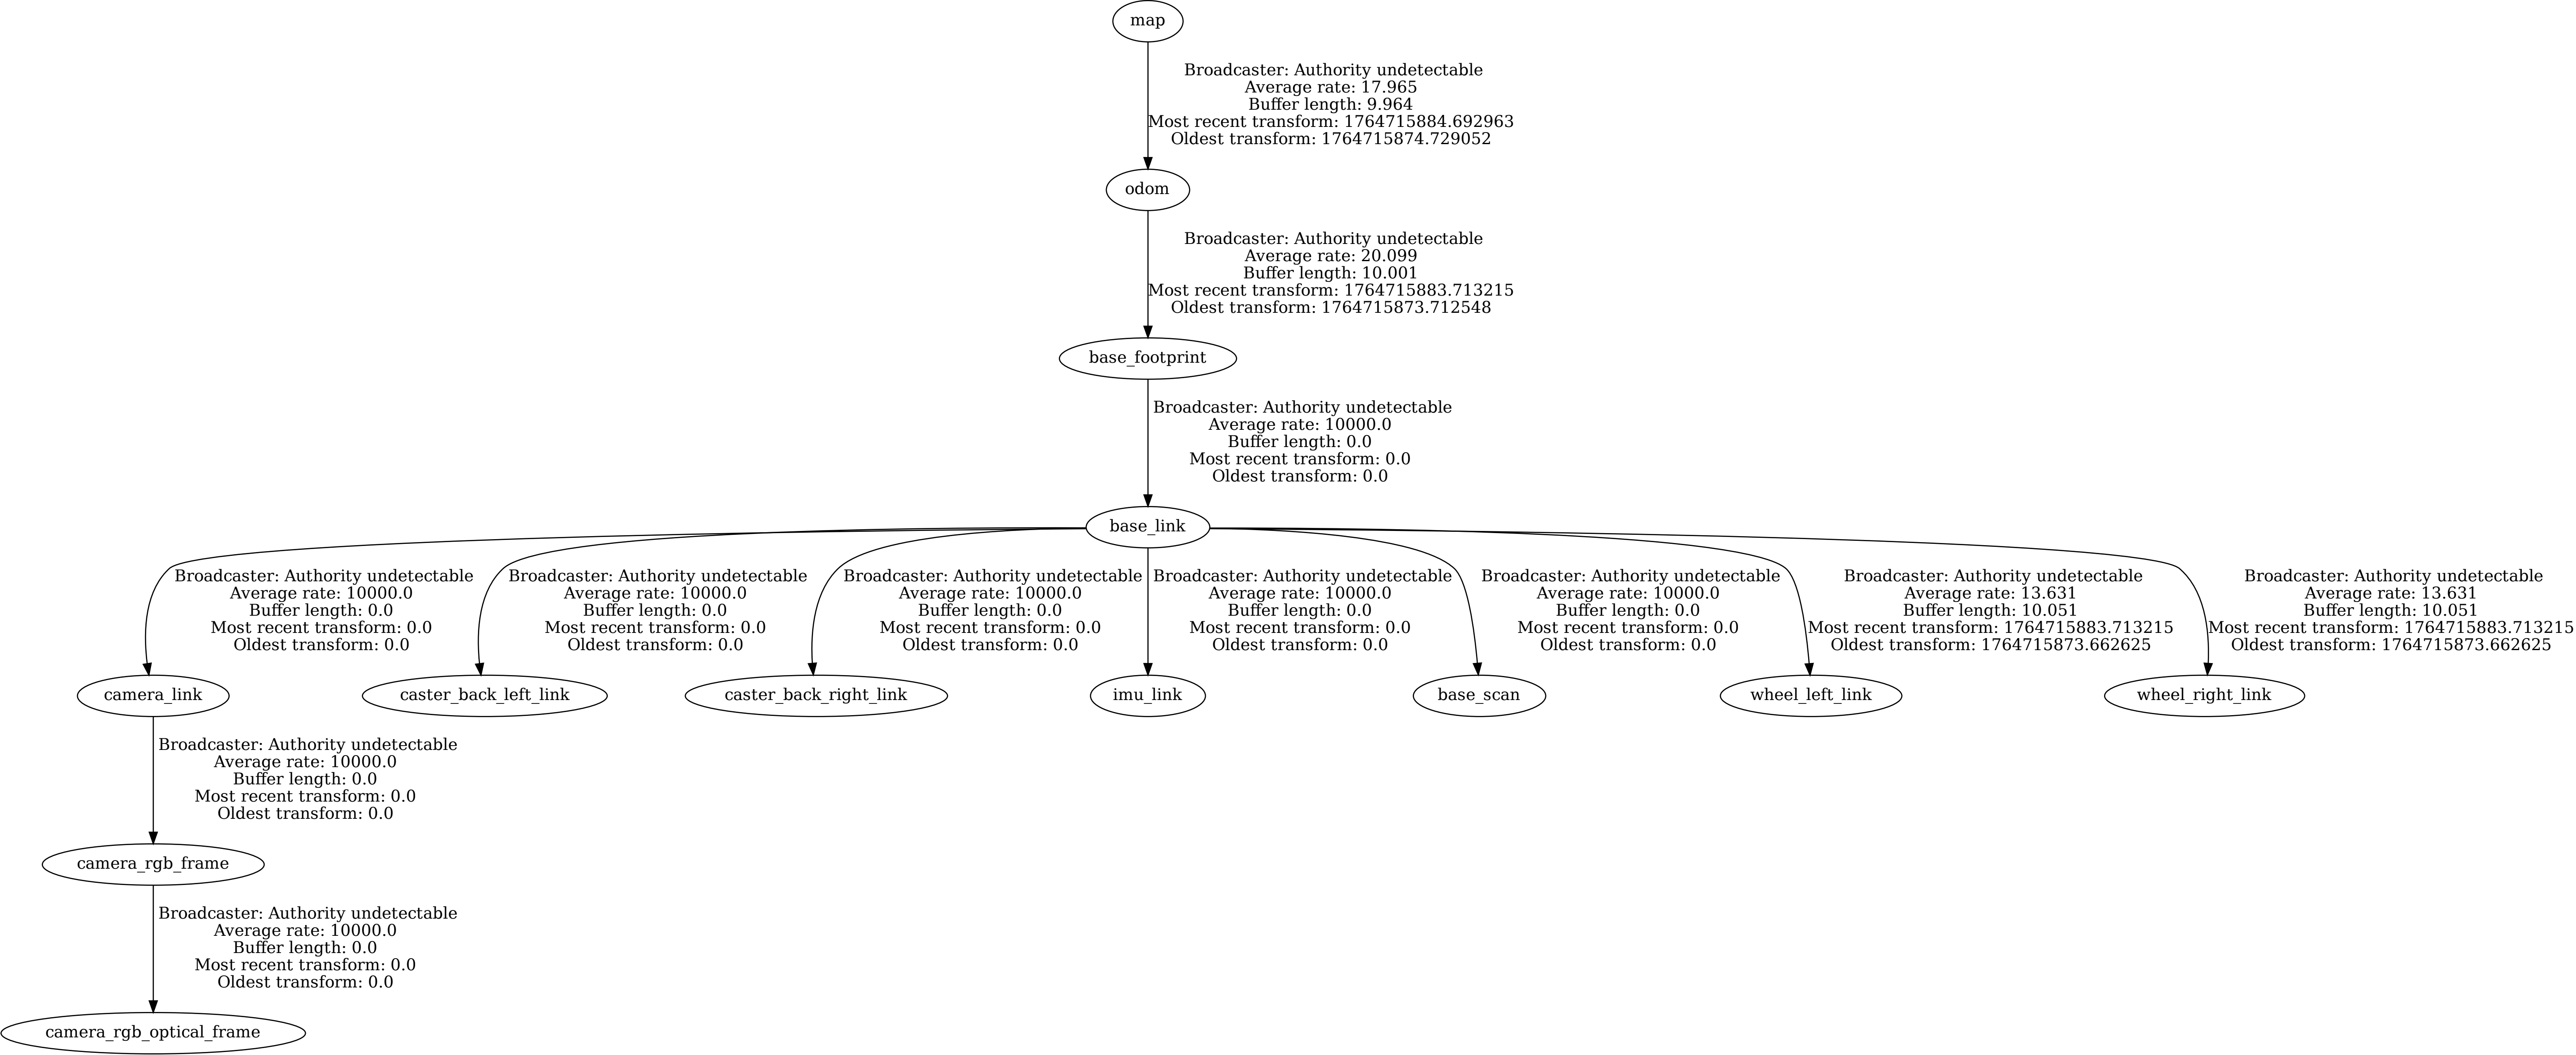 map
Broadcaster: Authority undetectable
Average rate: 17.965
Buffer length: 9.964
Most recent transform: 1764715884.692963
Oldest transform: 1764715874.729052
odom
Broadcaster: Authority undetectable
Average rate: 20.099
Buffer length: 10.001
Most recent transform: 1764715883.713215
Oldest transform: 1764715873.712548
base_footprint
Broadcaster: Authority undetectable
Average rate: 10000.0
Buffer length: 0.0
Most recent transform: 0.0
Oldest transform: 0.0
base_link
Broadcaster: Authority undetectable
Average rate: 10000.0
Buffer length: 0.0
Most recent transform: 0.0
Oldest transform: 0.0
Broadcaster: Authority undetectable
Average rate: 10000.0
Buffer length: 0.0
Most recent transform: 0.0
Oldest transform: 0.0
Broadcaster: Authority undetectable
Average rate: 10000.0
Buffer length: 0.0
Most recent transform: 0.0
Oldest transform: 0.0
Broadcaster: Authority undetectable
Average rate: 10000.0
Buffer length: 0.0
Most recent transform: 0.0
Oldest transform: 0.0
Broadcaster: Authority undetectable
Average rate: 10000.0
Buffer length: 0.0
Most recent transform: 0.0
Oldest transform: 0.0
Broadcaster: Authority undetectable
Average rate: 13.631
Buffer length: 10.051
Most recent transform: 1764715883.713215
Oldest transform: 1764715873.662625
Broadcaster: Authority undetectable
Average rate: 13.631
Buffer length: 10.051
Most recent transform: 1764715883.713215
Oldest transform: 1764715873.662625
camera_link
caster_back_left_link
caster_back_right_link
imu_link
base_scan
wheel_left_link
wheel_right_link
Broadcaster: Authority undetectable
Average rate: 10000.0
Buffer length: 0.0
Most recent transform: 0.0
Oldest transform: 0.0
camera_rgb_frame
Broadcaster: Authority undetectable
Average rate: 10000.0
Buffer length: 0.0
Most recent transform: 0.0
Oldest transform: 0.0
camera_rgb_optical_frame